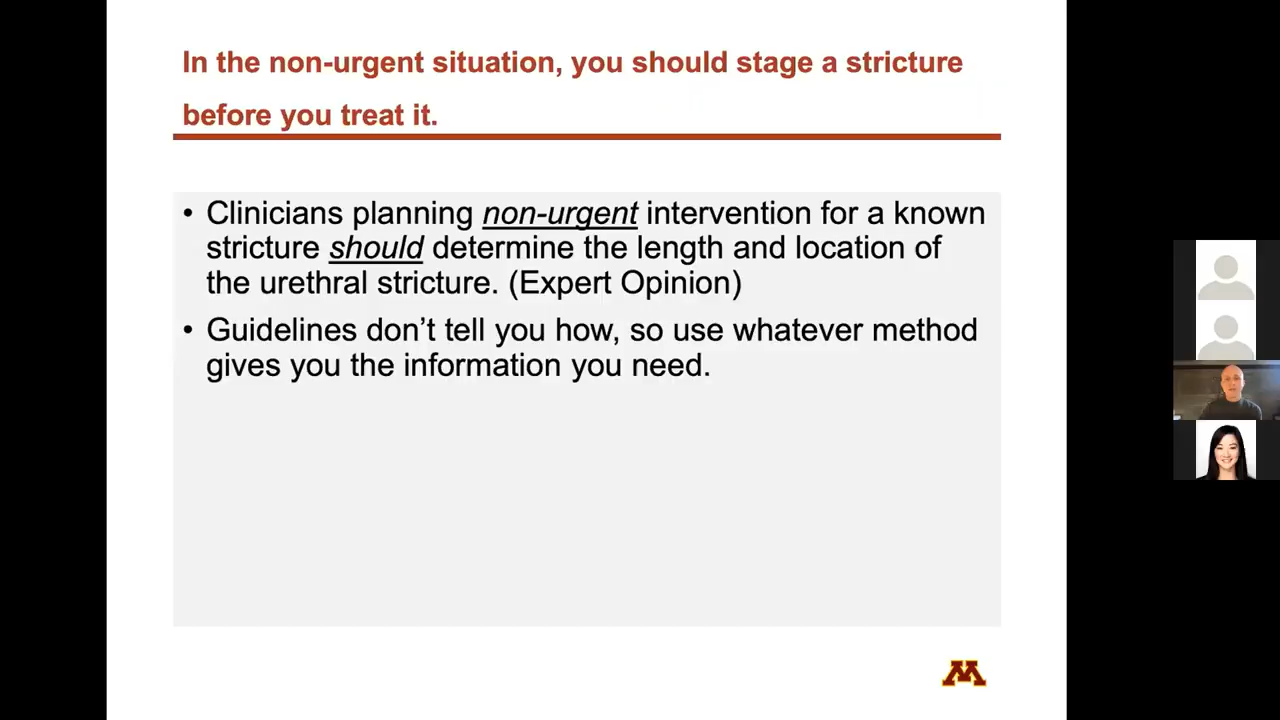 In the non-urgent situation, you should stage a stricture
before you treat it.
• Clinicians planning non-urgent intervention for a known
stricture should determine the length and location of
the urethral stricture. (Expert Opinion)
• Guidelines don’t tell you how, so use whatever method
gives you the information you need.
M